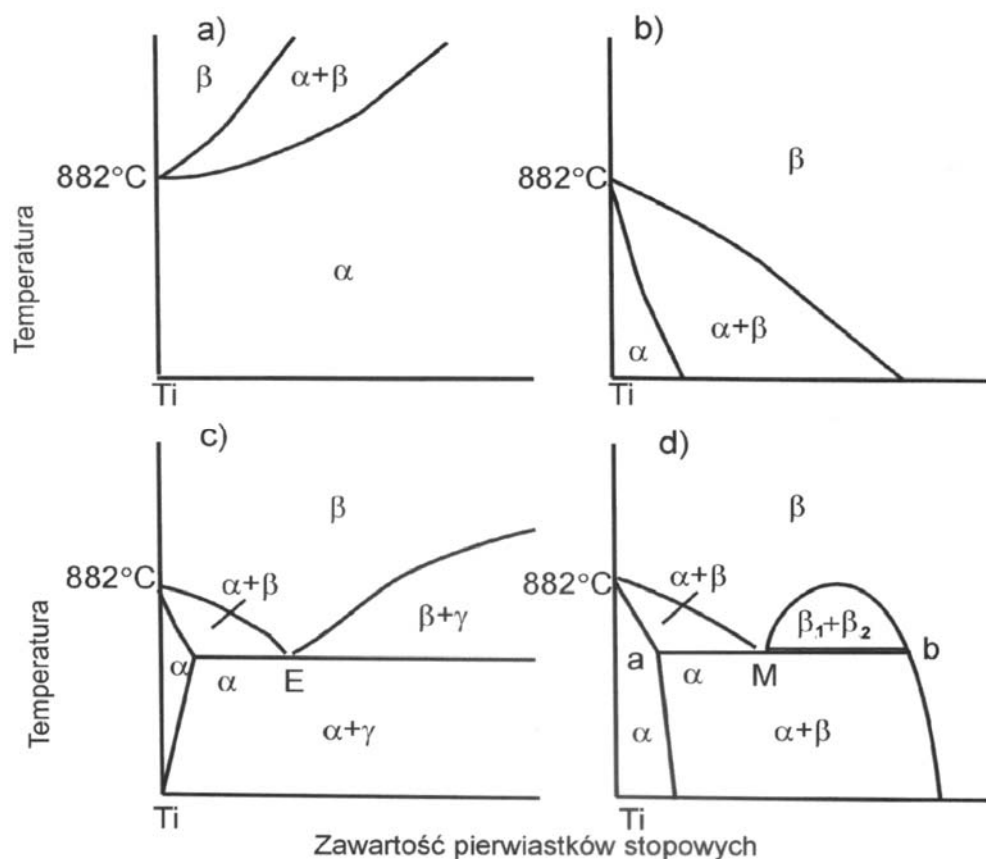 a)
β
α+β
882°C
α
Ti
b)
882°C
β
α+β
α
Ti
Temperatura
c)
β
882°C
α+β
β+γ
α
α
E
α+γ
Ti
d)
β
882°C
α+β
β₁+β₂
a
α
M
b
α
α+β
Ti
Temperatura
Zawartość pierwiastków stopowych